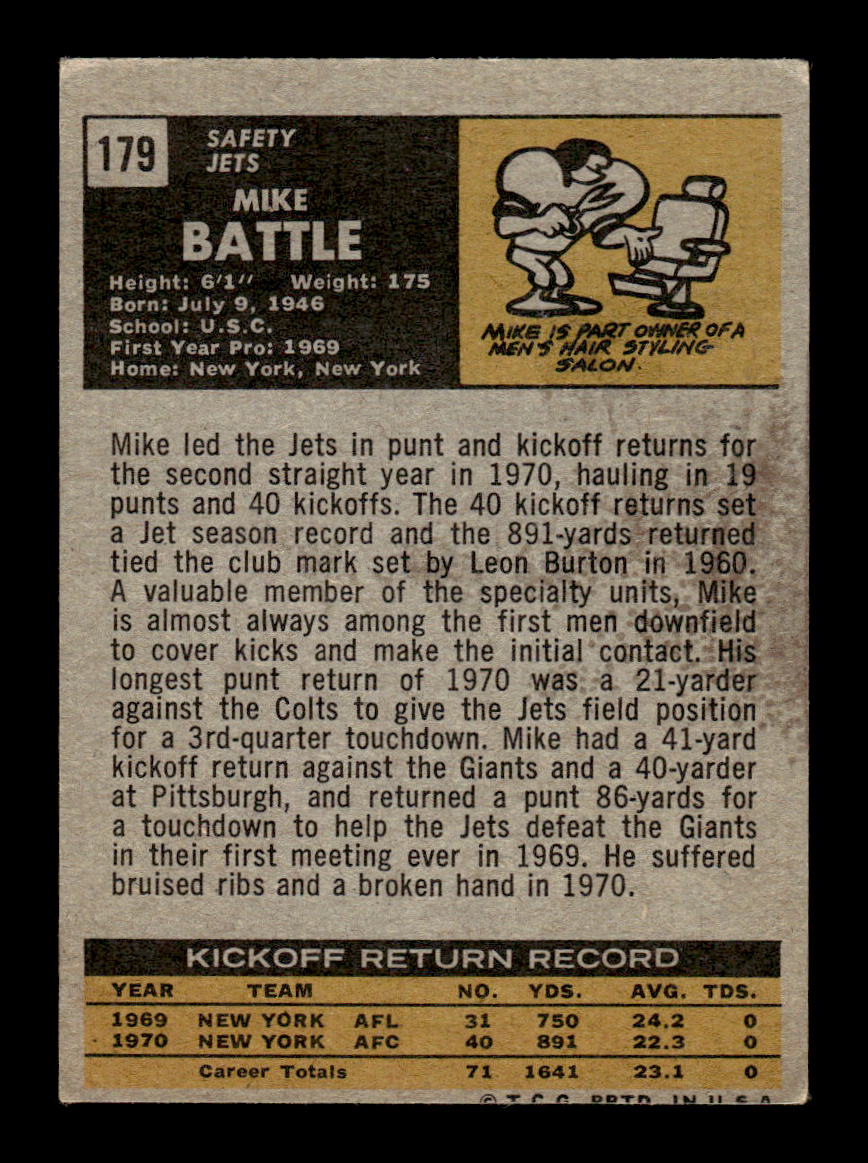 179
SAFETY
JETS
MIKE
BATTLE
Height: 6'1'' Weight: 175
Born: July 9, 1946
School: U.S.C.
First Year Pro: 1969
Home: New York, New York
MIKE IS PART OWNER OF A
MEN'S HAIR STYLING
SALON.
Mike led the Jets in punt and kickoff returns for
the second straight year in 1970, hauling in 19
punts and 40 kickoffs. The 40 kickoff returns set
a Jet season record and the 891-yards returned
tied the club mark set by Leon Burton in 1960.
A valuable member of the specialty units, Mike
is almost always among the first men downfield
to cover kicks and make the initial contact. His
longest punt return of 1970 was a 21-yarder
against the Colts to give the Jets field position
for a 3rd-quarter touchdown. Mike had a 41-yard
kickoff return against the Giants and a 40-yarder
at Pittsburgh, and returned a punt 86-yards for
a touchdown to help the Jets defeat the Giants
in their first meeting ever in 1969. He suffered
bruised ribs and a broken hand in 1970.
KICKOFF RETURN RECORD
YEAR TEAM NO. YDS. AVG. TDS.
1969 NEW YORK AFL 31 750 24.2 0
1970 NEW YORK AFC 40 891 22.3 0
Career Totals 71 1641 23.1 0
© T.C.G. PRTD. IN U.S.A.